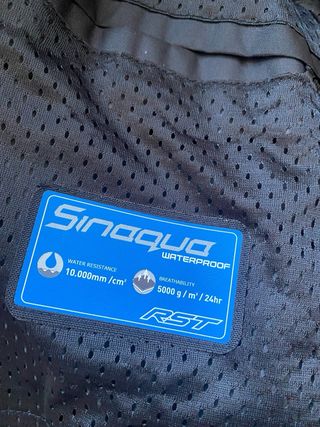 Sinaqua
WATERPROOF
WATER RESISTANCE
10,000mm /cm²
BREATHABILITY
5000 g / m² / 24hr
RST